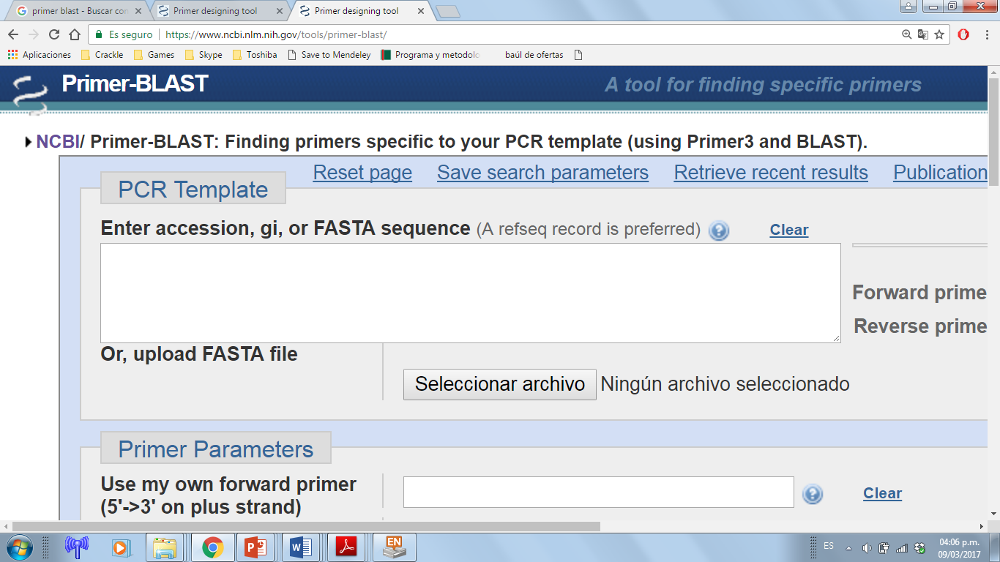 primer blast - Buscar con
Primer designing tool
Primer designing tool
Es seguro
https://www.ncbi.nlm.nih.gov/tools/primer-blast/
Aplicaciones
Crackle
Games
Skype
Toshiba
Save to Mendeley
Programa y metodolo
baúl de ofertas
Primer-BLAST
A tool for finding specific primers
NCBI/ Primer-BLAST: Finding primers specific to your PCR template (using Primer3 and BLAST).
Reset page
Save search parameters
Retrieve recent results
Publication
PCR Template
Enter accession, gi, or FASTA sequence (A refseq record is preferred)
Clear
Forward prime
Reverse prime
Or, upload FASTA file
Seleccionar archivo
Ningún archivo seleccionado
Primer Parameters
Use my own forward primer
(5'->3' on plus strand)
Clear
EN
ES
04:06 p.m.
09/03/2017